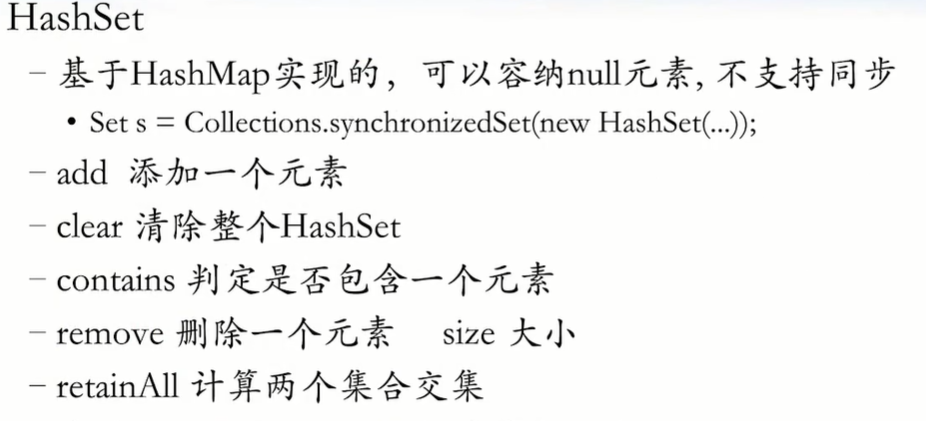 HashSet
– 基于HashMap实现的，可以容纳null元素, 不支持同步
• Set s = Collections.synchronizedSet(new HashSet(...));
– add 添加一个元素
– clear 清除整个HashSet
– contains 判定是否包含一个元素
– remove 删除一个元素 size 大小
– retainAll 计算两个集合交集